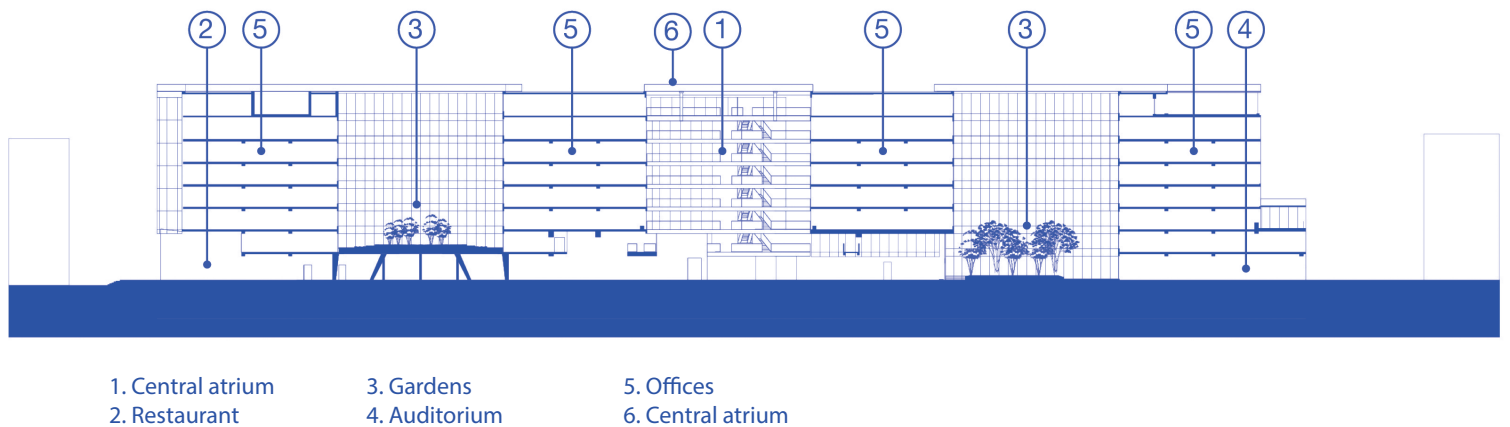 2 5 3 5 6 1 5 3 5 4
1. Central atrium 3. Gardens 5. Offices
2. Restaurant 4. Auditorium 6. Central atrium